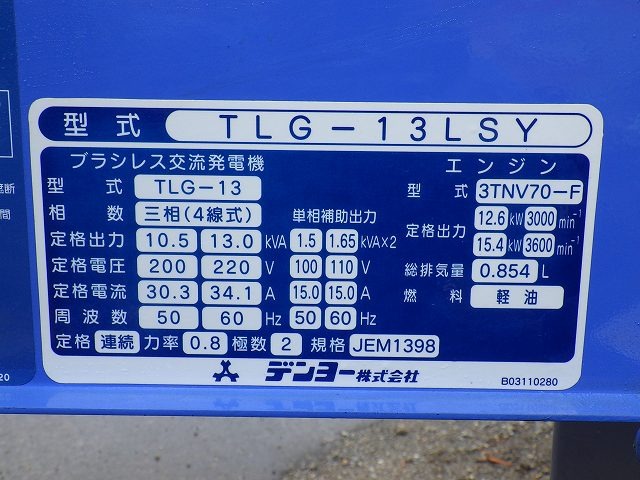 型式 TLG-13LSY
ブラシレス交流発電機
型式 TLG-13
相数 三相(4線式) 単相補助出力
定格出力 10.5 13.0 kVA 1.5 1.65 kVA×2
定格電圧 200 220 V 100 110 V
定格電流 30.3 34.1 A 15.0 15.0 A
周波数 50 60 Hz 50 60 Hz
定格 連続 力率 0.8 極数 2 規格 JEM1398
エンジン
型式 3TNV70-F
定格出力 12.6 kW 3000 min⁻¹
15.4 kW 3600 min⁻¹
総排気量 0.854 L
燃料 軽油
デンヨー株式会社
B03110280
断
間
20